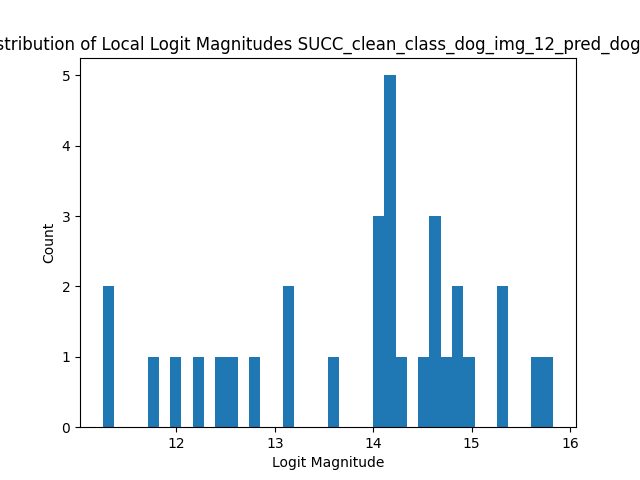 stribution of Local Logit Magnitudes SUCC_clean_class_dog_img_12_pred_dog
5
4
3
2
1
0
Count
12 13 14 15 16
Logit Magnitude